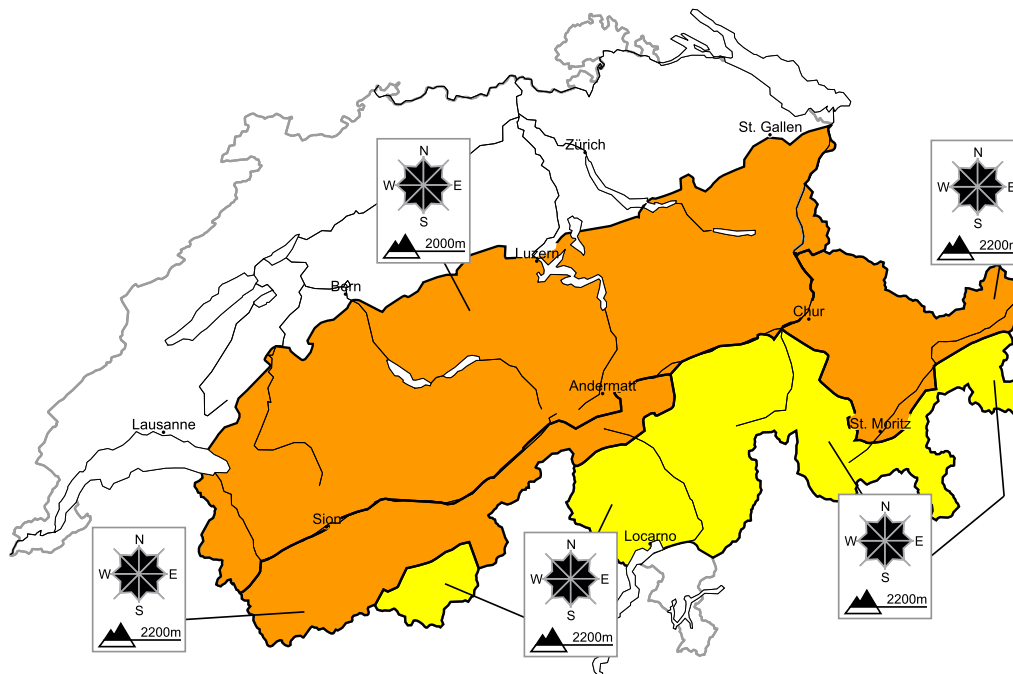 St. Gallen
Zürich
N
W E
S
2000m
N
W E
S
2200m
Luzern
Bern
Chur
Andermatt
Lausanne
St. Moritz
Sion
Locarno
N
W E
S
2200m
N
W E
S
2200m
N
W E
S
2200m